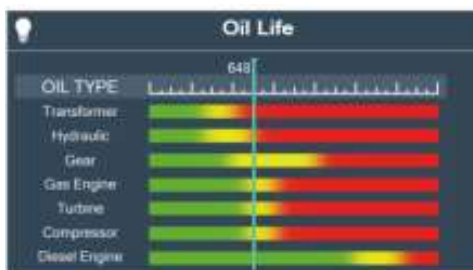 Oil Life
648
OIL TYPE
Transformer
Hydraulic
Gear
Gas Engine
Turbine
Compressor
Diesel Engine